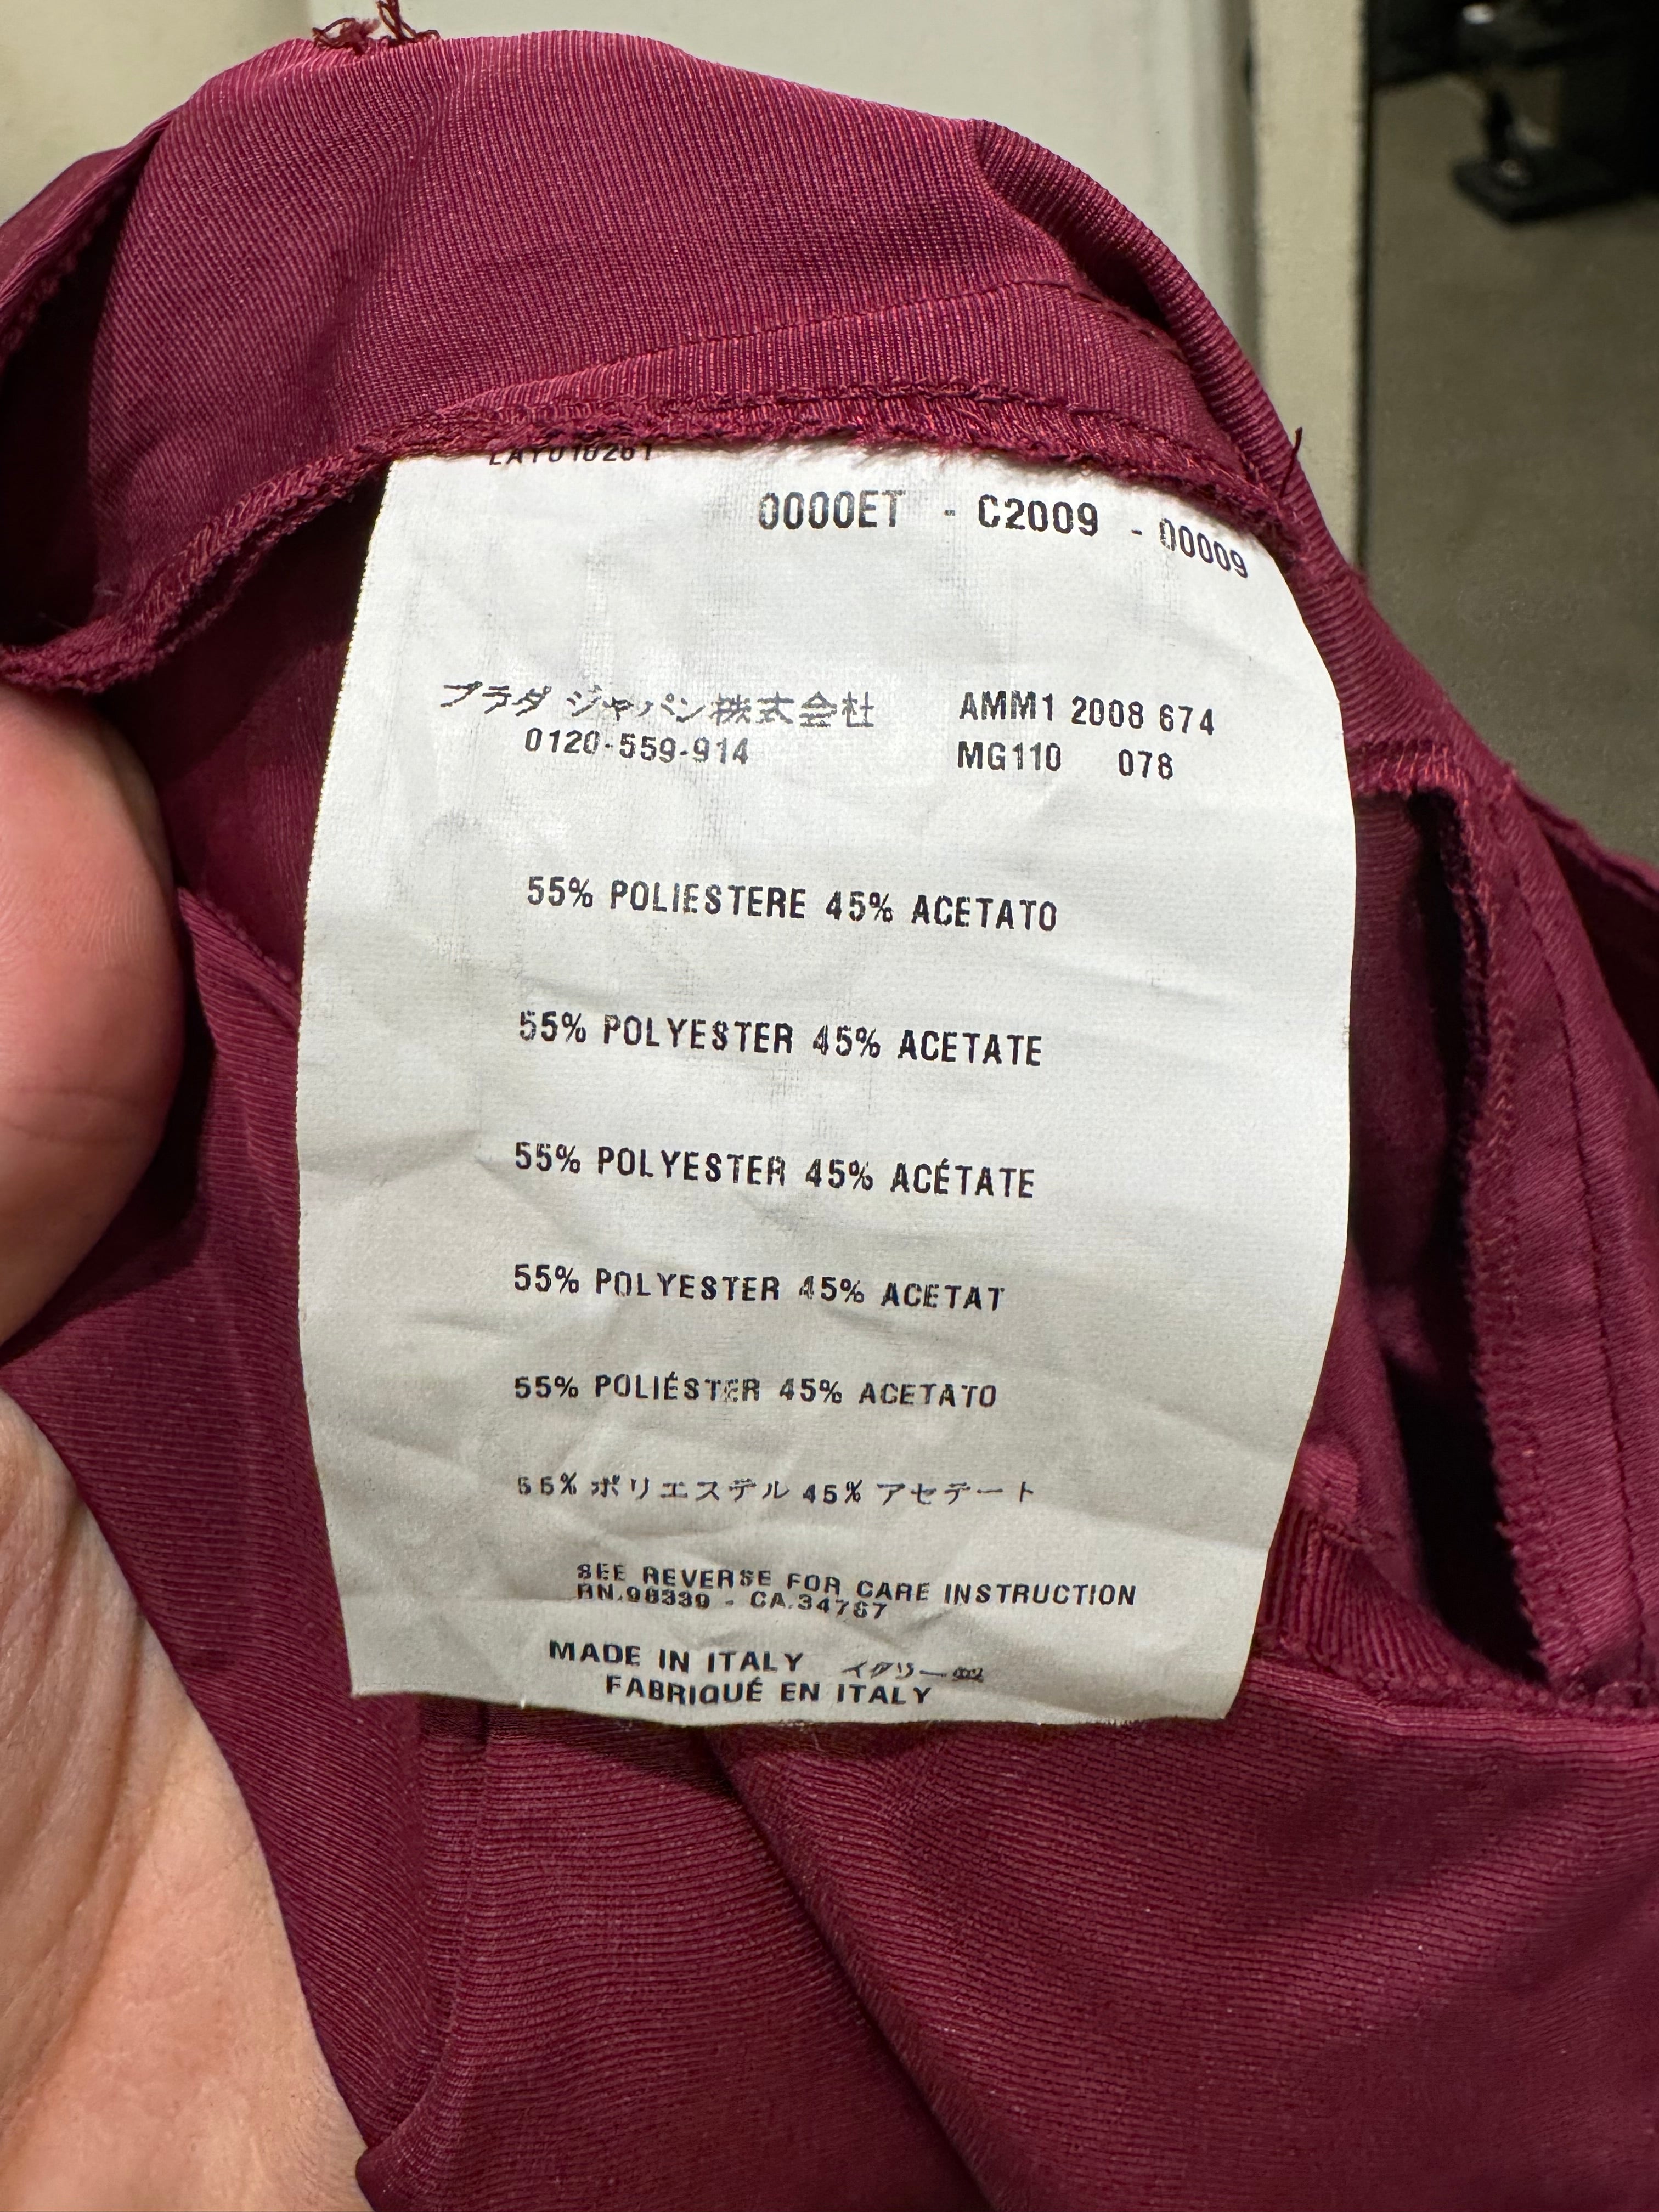 LAY010261
0000ET - C2009 - 00009
プラダ ジャパン株式会社
0120-559-914
AMM1 2008 674
MG110 078
55% POLIESTERE 45% ACETATO
55% POLYESTER 45% ACETATE
55% POLYESTER 45% ACÉTATE
55% POLYESTER 45% ACETAT
55% POLIÉSTER 45% ACETATO
55% ポリエステル 45% アセテート
SEE REVERSE FOR CARE INSTRUCTION
RN.98339 - CA.34767
MADE IN ITALY イタリー製
FABRIQUÉ EN ITALY